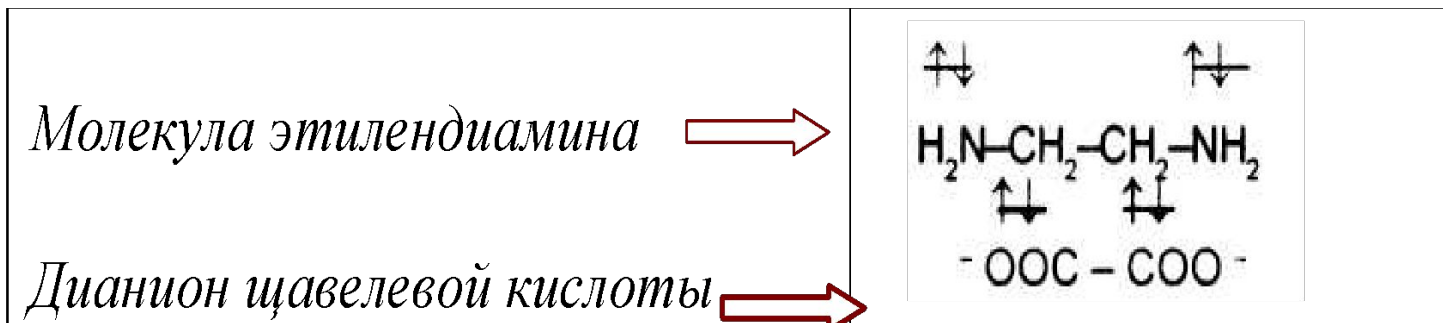 Молекула этилендиамина
H₂N–CH₂–CH₂–NH₂
Дианион щавелевой кислоты
⁻OOC – COO⁻